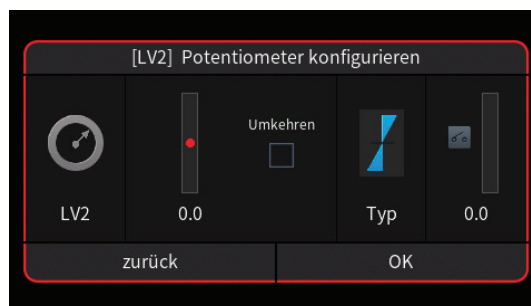 [LV2] Potentiometer konfigurieren
Umkehren
LV2 0.0 Typ 0.0
zurück OK